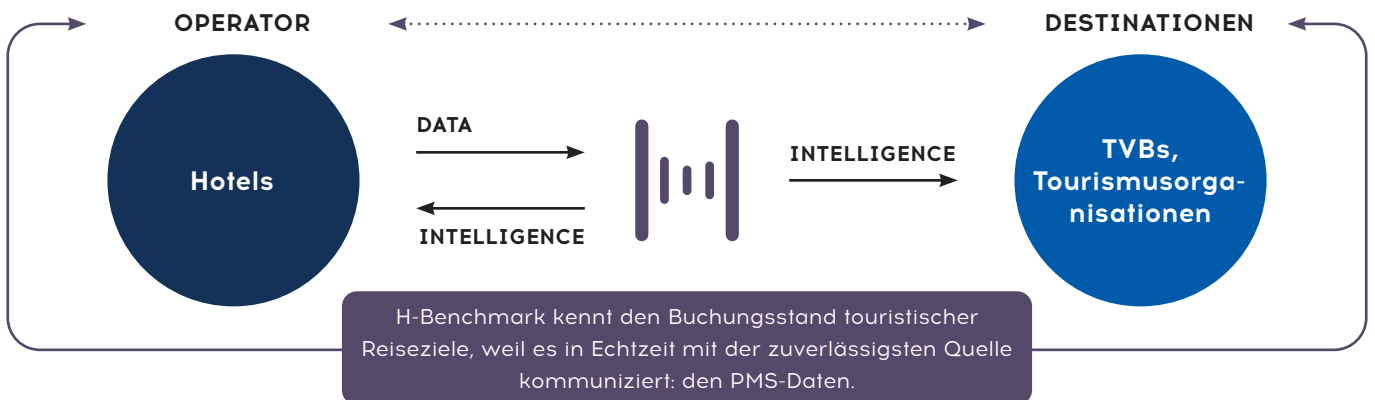 OPERATOR
DESTINATIONEN
DATA
Hotels
INTELLIGENCE
INTELLIGENCE
TVBs,
Tourismusorga-
nisationen
H-Benchmark kennt den Buchungsstand touristischer
Reiseziele, weil es in Echtzeit mit der zuverlässigsten Quelle
kommuniziert: den PMS-Daten.